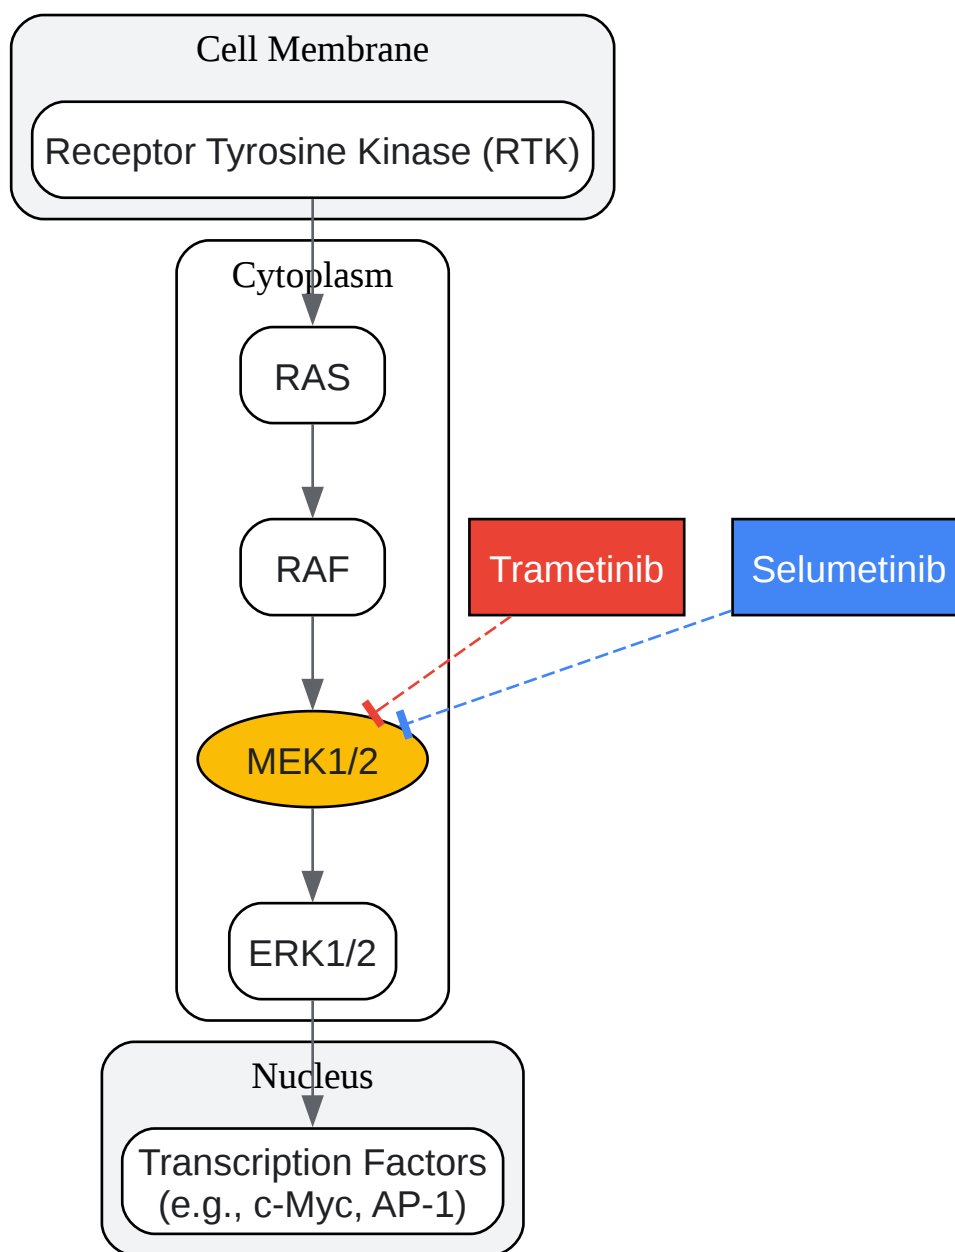 Cell Membrane
Receptor Tyrosine Kinase (RTK)
Cytoplasm
RAS
RAF
Trametinib
Selumetinib
MEK1/2
ERK1/2
Nucleus
Transcription Factors
(e.g., c-Myc, AP-1)